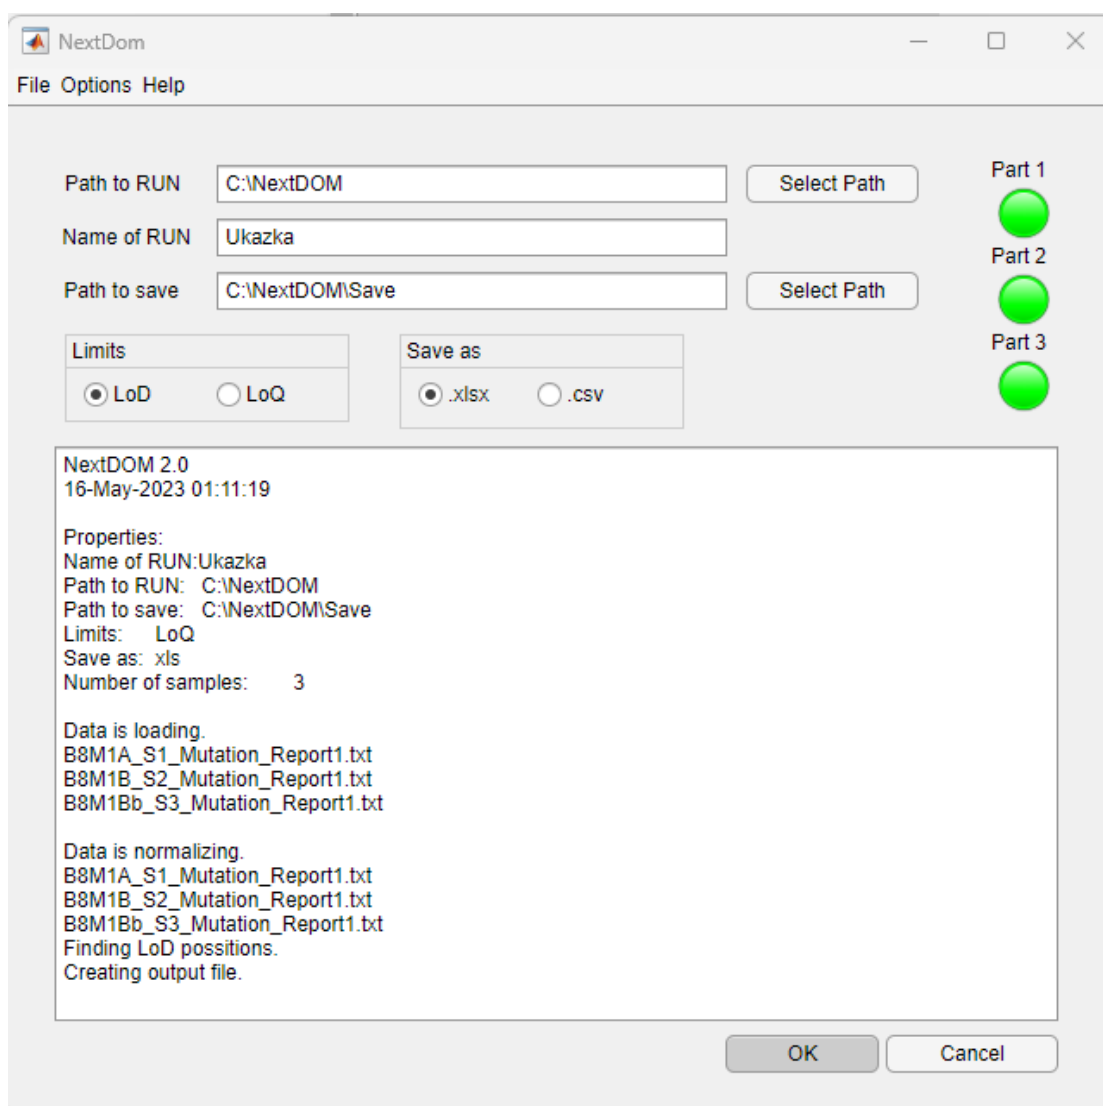 NextDom
File Options Help
Path to RUN C:\NextDOM Select Path
Part 1
Name of RUN Ukazka
Part 2
Path to save C:\NextDOM\Save Select Path
Part 3
Limits
LoD LoQ
Save as
.xlsx .csv
NextDOM 2.0
16-May-2023 01:11:19
Properties:
Name of RUN:Ukazka
Path to RUN: C:\NextDOM
Path to save: C:\NextDOM\Save
Limits: LoQ
Save as: xls
Number of samples: 3
Data is loading.
B8M1A_S1_Mutation_Report1.txt
B8M1B_S2_Mutation_Report1.txt
B8M1Bb_S3_Mutation_Report1.txt
Data is normalizing.
B8M1A_S1_Mutation_Report1.txt
B8M1B_S2_Mutation_Report1.txt
B8M1Bb_S3_Mutation_Report1.txt
Finding LoD possitions.
Creating output file.
OK Cancel